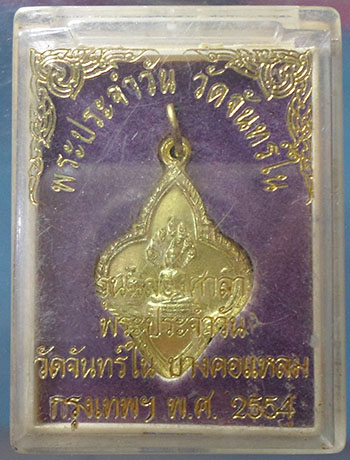 พระประจำวัน วัดจันทร์ใน
พระประจำวัน
วัดจันทร์ใน บางคอแหลม
กรุงเทพฯ พ.ศ. 2554